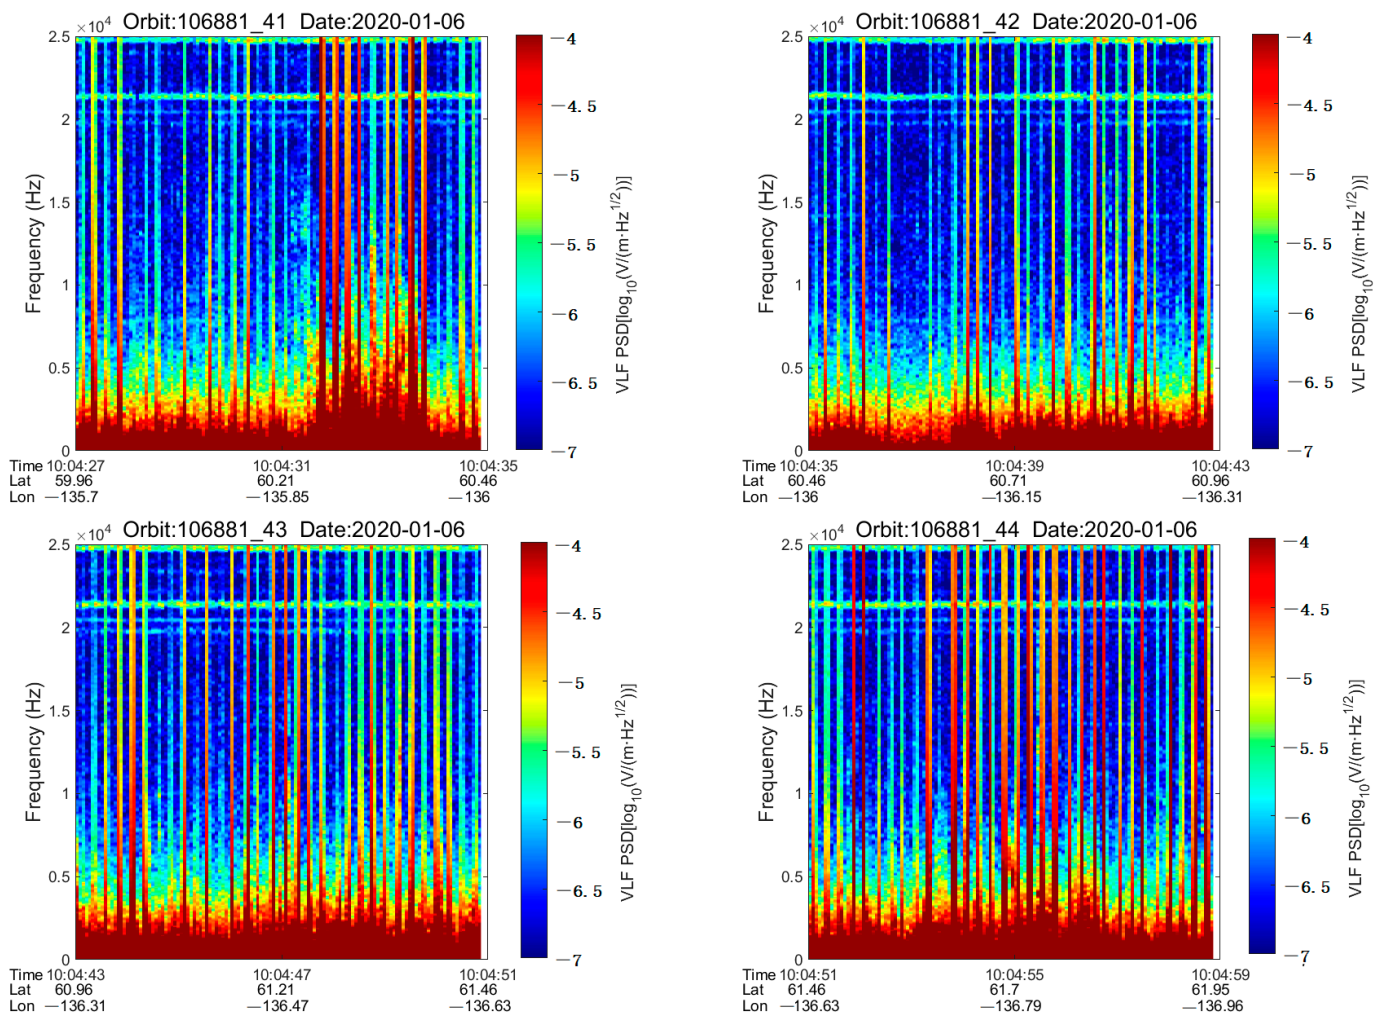 Orbit:106881_41 Date:2020-01-06
×10⁴
2.5
2
1.5
1
0.5
0
Frequency (Hz)
−4
−4.5
−5
−5.5
−6
−6.5
−7
VLF PSD[log10(V/(m·Hz^1/2))]
Time 10:04:27 10:04:31 10:04:35
Lat 59.96 60.21 60.46
Lon −135.7 −135.85 −136
Orbit:106881_42 Date:2020-01-06
×10⁴
2.5
2
1.5
1
0.5
0
Frequency (Hz)
−4
−4.5
−5
−5.5
−6
−6.5
−7
VLF PSD[log10(V/(m·Hz^1/2))]
Time 10:04:35 10:04:39 10:04:43
Lat 60.46 60.71 60.96
Lon −136 −136.15 −136.31
Orbit:106881_43 Date:2020-01-06
×10⁴
2.5
2
1.5
1
0.5
0
Frequency (Hz)
−4
−4.5
−5
−5.5
−6
−6.5
−7
VLF PSD[log10(V/(m·Hz^1/2))]
Time 10:04:43 10:04:47 10:04:51
Lat 60.96 61.21 61.46
Lon −136.31 −136.47 −136.63
Orbit:106881_44 Date:2020-01-06
×10⁴
2.5
2
1.5
1
0.5
0
Frequency (Hz)
−4
−4.5
−5
−5.5
−6
−6.5
−7
VLF PSD[log10(V/(m·Hz^1/2))]
Time 10:04:51 10:04:55 10:04:59
Lat 61.46 61.7 61.95
Lon −136.63 −136.79 −136.96